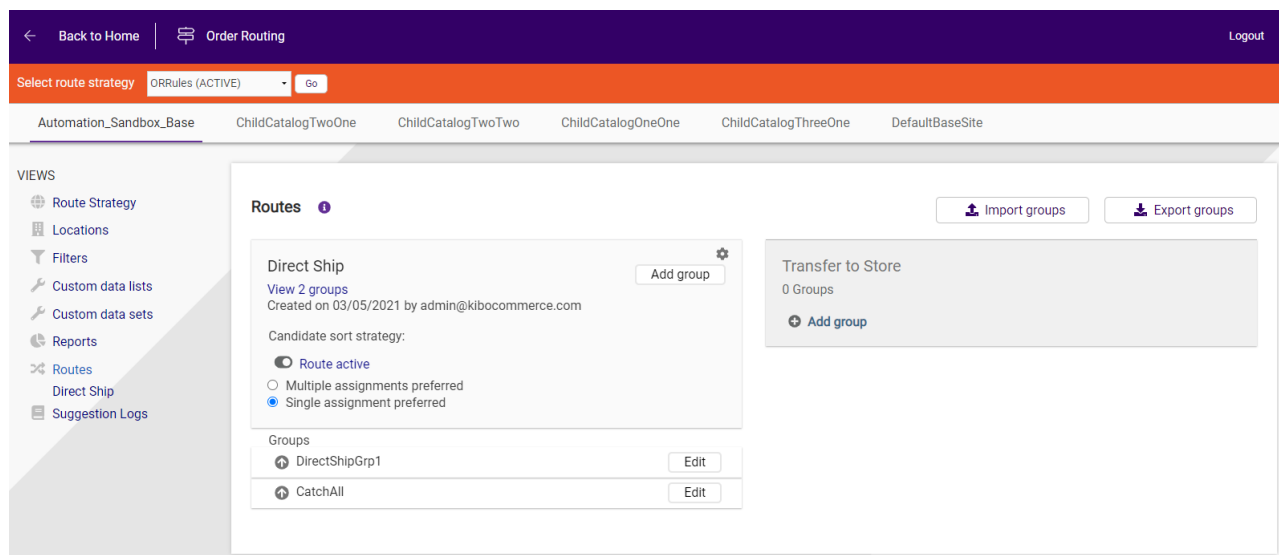 Back to Home
Order Routing
Logout
Select route strategy
ORRules (ACTIVE)
Go
Automation_Sandbox_Base
ChildCatalogTwoOne
ChildCatalogTwoTwo
ChildCatalogOneOne
ChildCatalogThreeOne
DefaultBaseSite
VIEWS
Route Strategy
Locations
Filters
Custom data lists
Custom data sets
Reports
Routes
Direct Ship
Suggestion Logs
Routes
Import groups
Export groups
Direct Ship
Add group
View 2 groups
Created on 03/05/2021 by admin@kibocommerce.com
Candidate sort strategy:
Route active
Multiple assignments preferred
Single assignment preferred
Groups
DirectShipGrp1
Edit
CatchAll
Edit
Transfer to Store
0 Groups
Add group